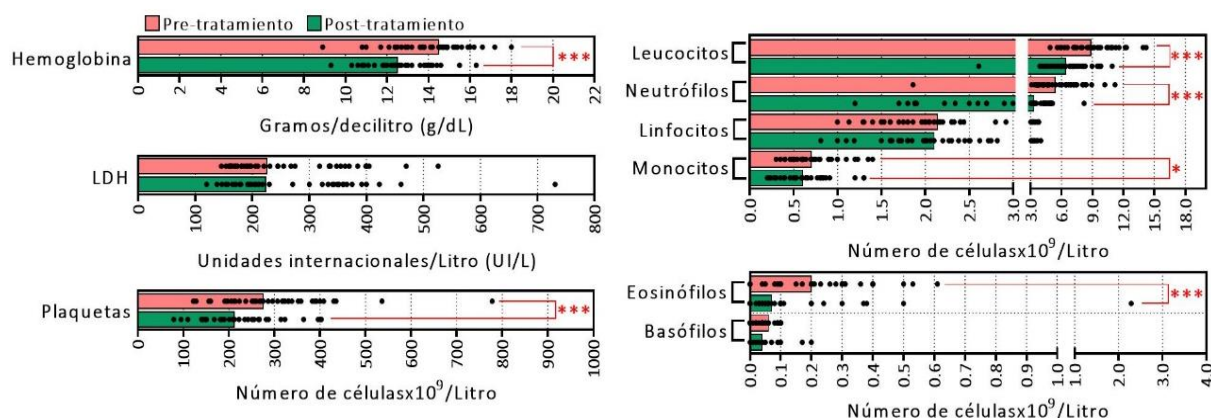 Pre-tratamiento Post-tratamiento
Hemoglobina
***
0 2 4 6 8 10 12 14 16 18 20 22
Gramos/decilitro (g/dL)
LDH
0 100 200 300 400 500 600 700 800
Unidades internacionales/Litro (UI/L)
Plaquetas
***
0 100 200 300 400 500 600 700 800 900 1000
Número de célulasx10⁹/Litro
Leucocitos
***
Neutrófilos
***
Linfocitos
Monocitos
*
0.0 0.5 1.0 1.5 2.0 2.5 3.0 3.0 6.0 9.0 12.0 15.0 18.0
Número de célulasx10⁹/Litro
Eosinófilos
***
Basófilos
0.0 0.1 0.2 0.3 0.4 0.5 0.6 0.7 0.8 0.9 1.0 1.0 2.0 3.0 4.0
Número de célulasx10⁹/Litro